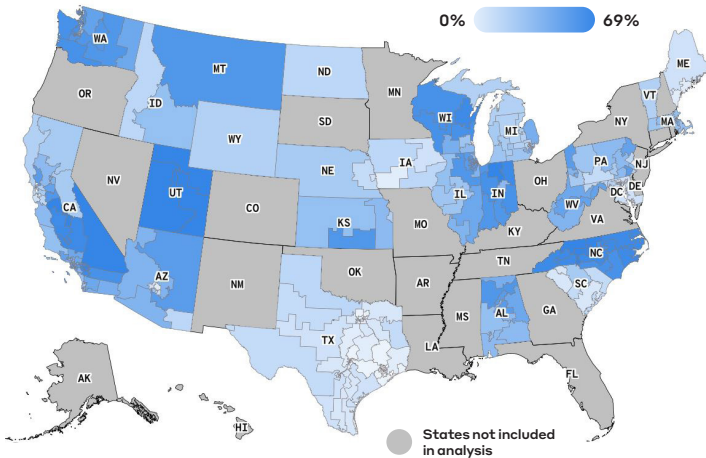 0% 69%
WA
MT
ND
MN
ME
VT
OR
ID
WI
NY
MA
SD
MI
WY
IA
PA
NJ
NE
OH
DE
DC
NV
UT
IL
IN
WV
CO
VA
CA
KS
MO
KY
NC
TN
AZ
OK
SC
NM
AR
MS
AL
GA
TX
LA
AK
FL
HI
States not included
in analysis